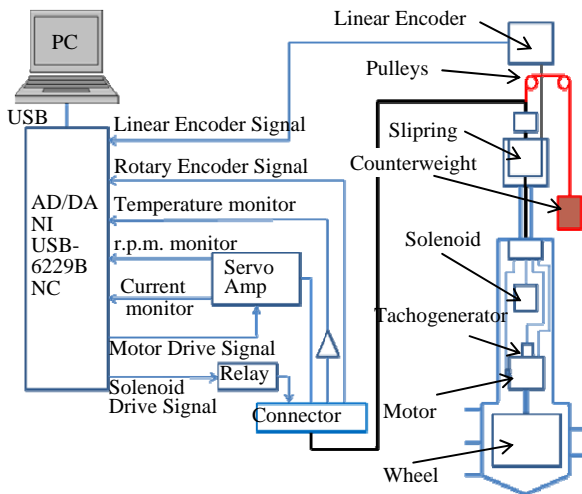 PC
USB
Linear Encoder
Pulleys
Linear Encoder Signal
Slipring
Counterweight
Rotary Encoder Signal
AD/DA
NI
USB-
6229B
NC
Temperature monitor
r.p.m. monitor
Servo
Amp
Solenoid
Current
monitor
Tachogenerator
Motor Drive Signal
Solenoid
Drive Signal
Relay
Connector
Motor
Wheel